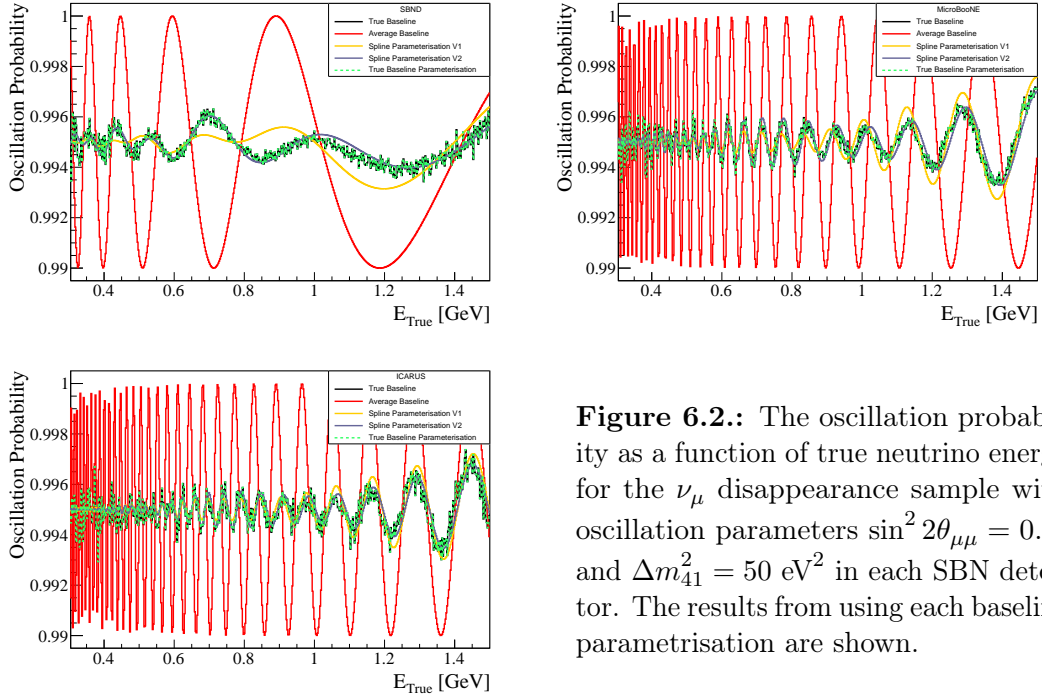 SBND
True Baseline
Average Baseline
Spline Parameterisation V1
Spline Parameterisation V2
True Baseline Parameterisation
Oscillation Probability
1
0.998
0.996
0.994
0.992
0.99
0.4 0.6 0.8 1 1.2 1.4
E_True [GeV]
MicroBooNE
True Baseline
Average Baseline
Spline Parameterisation V1
Spline Parameterisation V2
True Baseline Parameterisation
Oscillation Probability
1
0.998
0.996
0.994
0.992
0.99
0.4 0.6 0.8 1 1.2 1.4
E_True [GeV]
ICARUS
True Baseline
Average Baseline
Spline Parameterisation V1
Spline Parameterisation V2
True Baseline Parameterisation
Oscillation Probability
1
0.998
0.996
0.994
0.992
0.99
0.4 0.6 0.8 1 1.2 1.4
E_True [GeV]
Figure 6.2.: The oscillation probabil
ity as a function of true neutrino energ
for the ν_μ disappearance sample wit
oscillation parameters sin² 2θ_μμ = 0.
and Δm²_41 = 50 eV² in each SBN dete
tor. The results from using each baselin
parametrisation are shown.